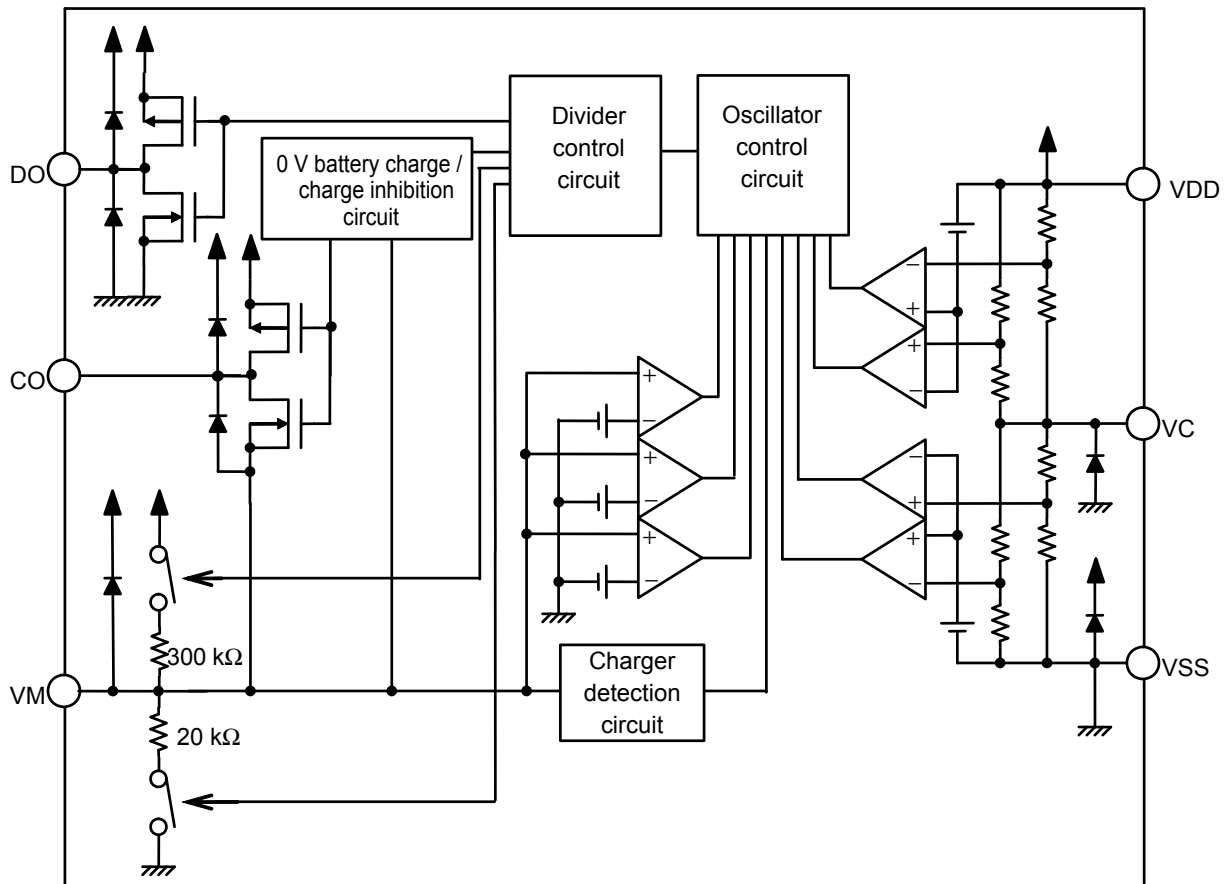 Divider
control
circuit
Oscillator
control
circuit
0 V battery charge /
charge inhibition
circuit
DO
VDD
−
+
+
−
CO
+
−
+
−
+
−
VC
−
+
+
−
300 kΩ
VM
20 kΩ
Charger
detection
circuit
VSS